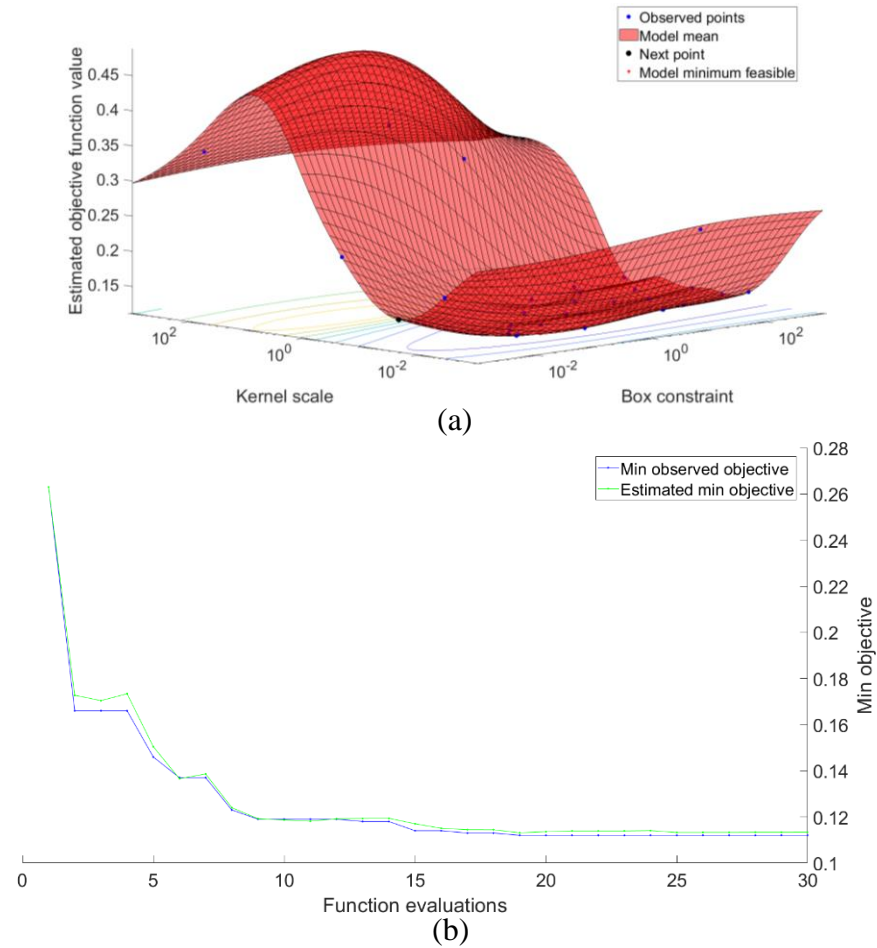 Observed points
Model mean
Next point
Model minimum feasible
Estimated objective function value
0.45
0.4
0.35
0.3
0.25
0.2
0.15
10^2
10^0
10^-2
10^-2
10^0
10^2
Kernel scale
Box constraint
(a)
Min observed objective
Estimated min objective
0.28
0.26
0.24
0.22
0.2
0.18
0.16
0.14
0.12
0.1
Min objective
0 5 10 15 20 25 30
Function evaluations
(b)